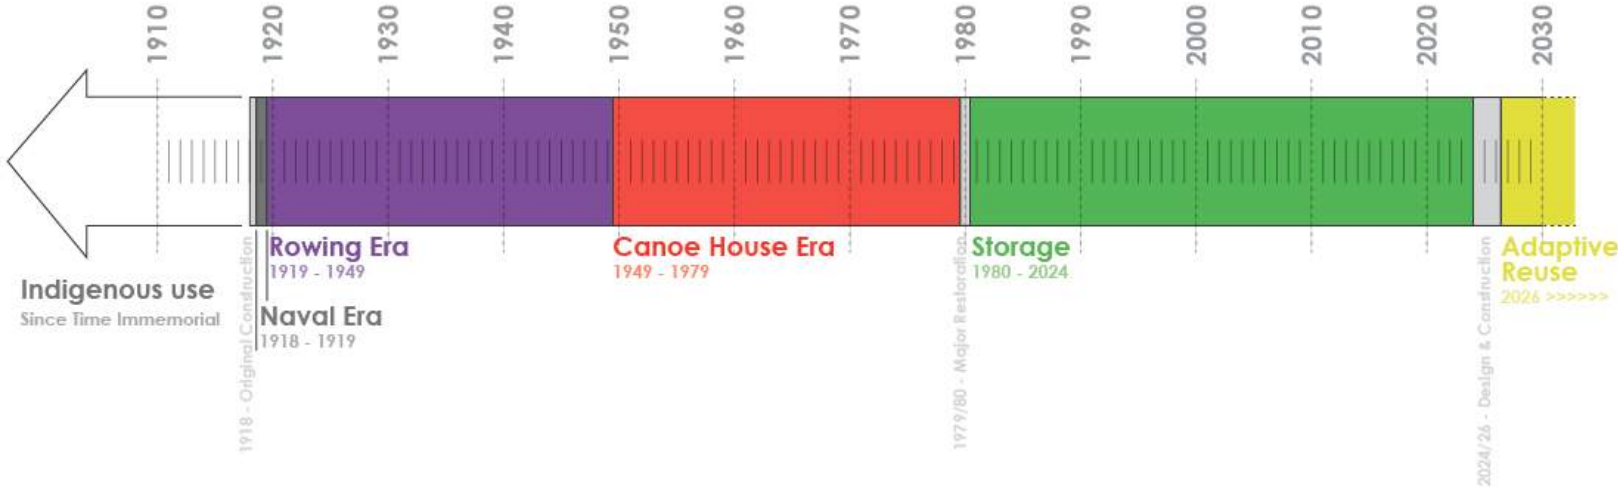 1910
1920
1930
1940
1950
1960
1970
1980
1990
2000
2010
2020
2030
Indigenous use
Since Time Immemorial
1918 - Original Construction
Naval Era
1918 - 1919
Rowing Era
1919 - 1949
Canoe House Era
1949 - 1979
1979/80 - Major Restoration
Storage
1980 - 2024
2024/26 - Design & Construction
Adaptive
Reuse
2026 >>>>>>